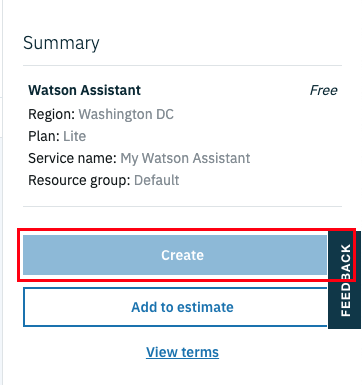 Summary
Watson Assistant Free
Region: Washington DC
Plan: Lite
Service name: My Watson Assistant
Resource group: Default
Create
FEEDBACK
Add to estimate
View terms